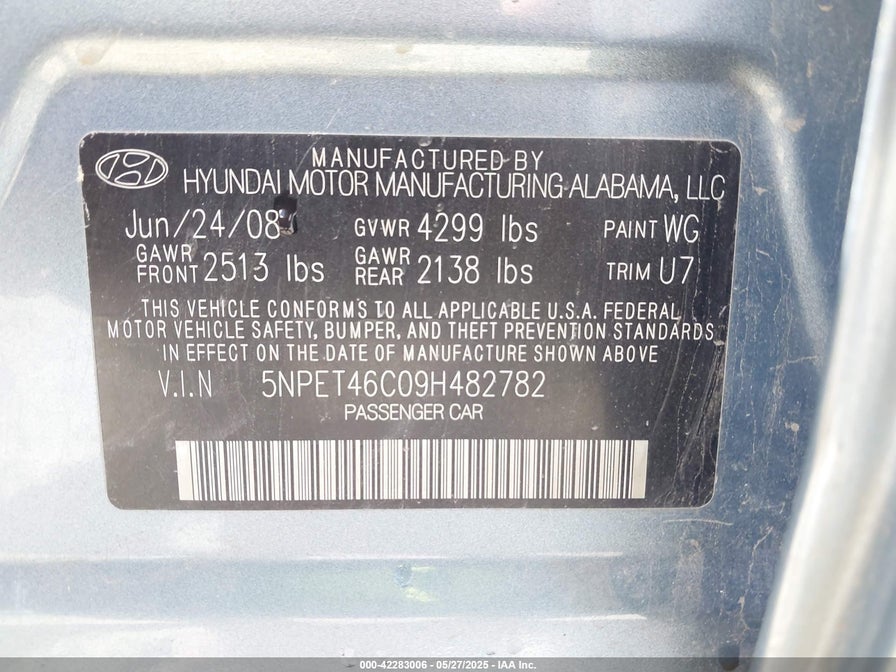 MANUFACTURED BY
HYUNDAI MOTOR MANUFACTURING ALABAMA, LLC
Jun/24/08 GVWR 4299 lbs PAINT WG
GAWR FRONT 2513 lbs GAWR REAR 2138 lbs TRIM U7
THIS VEHICLE CONFORMS TO ALL APPLICABLE U.S.A. FEDERAL
MOTOR VEHICLE SAFETY, BUMPER, AND THEFT PREVENTION STANDARDS
IN EFFECT ON THE DATE OF MANUFACTURE SHOWN ABOVE
V.I.N 5NPET46C09H482782
PASSENGER CAR
000-42283006 - 05/27/2025 - IAA Inc.